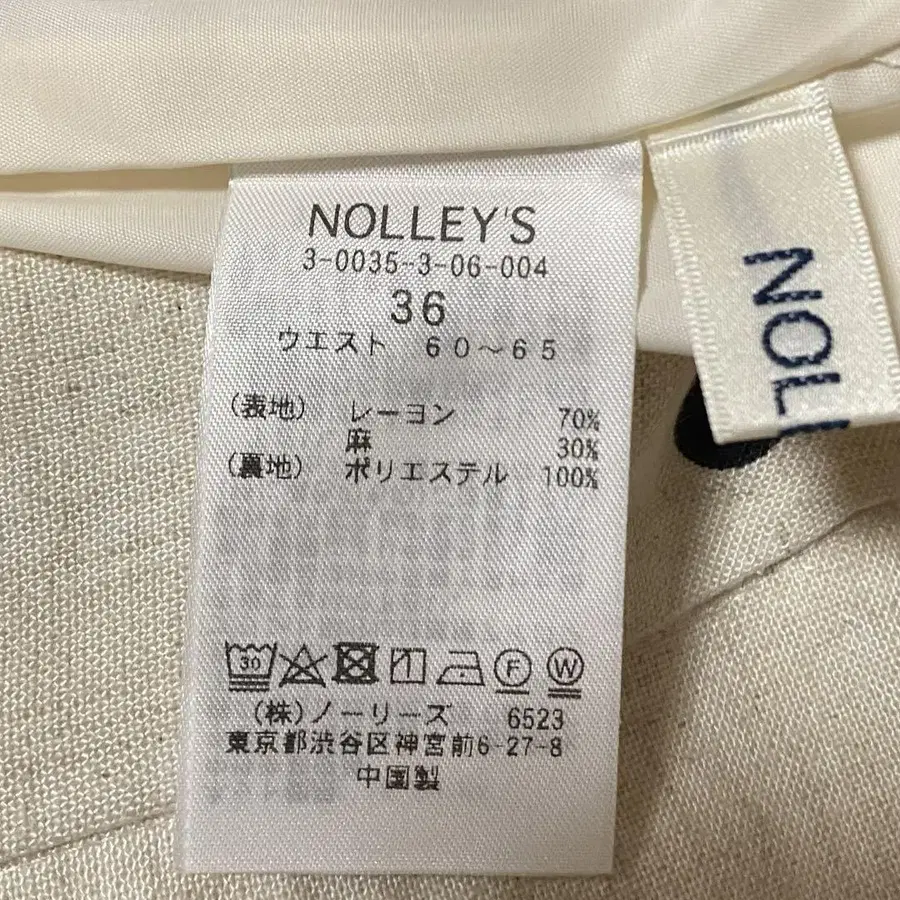 NOLLEY'S
3-0035-3-06-004
36
ウエスト 60～65
(表地) レーヨン 70%
麻 30%
(裏地) ポリエステル 100%
30 F W
(株)ノーリーズ 6523
東京都渋谷区神宮前6-27-8
中国製
NOLL